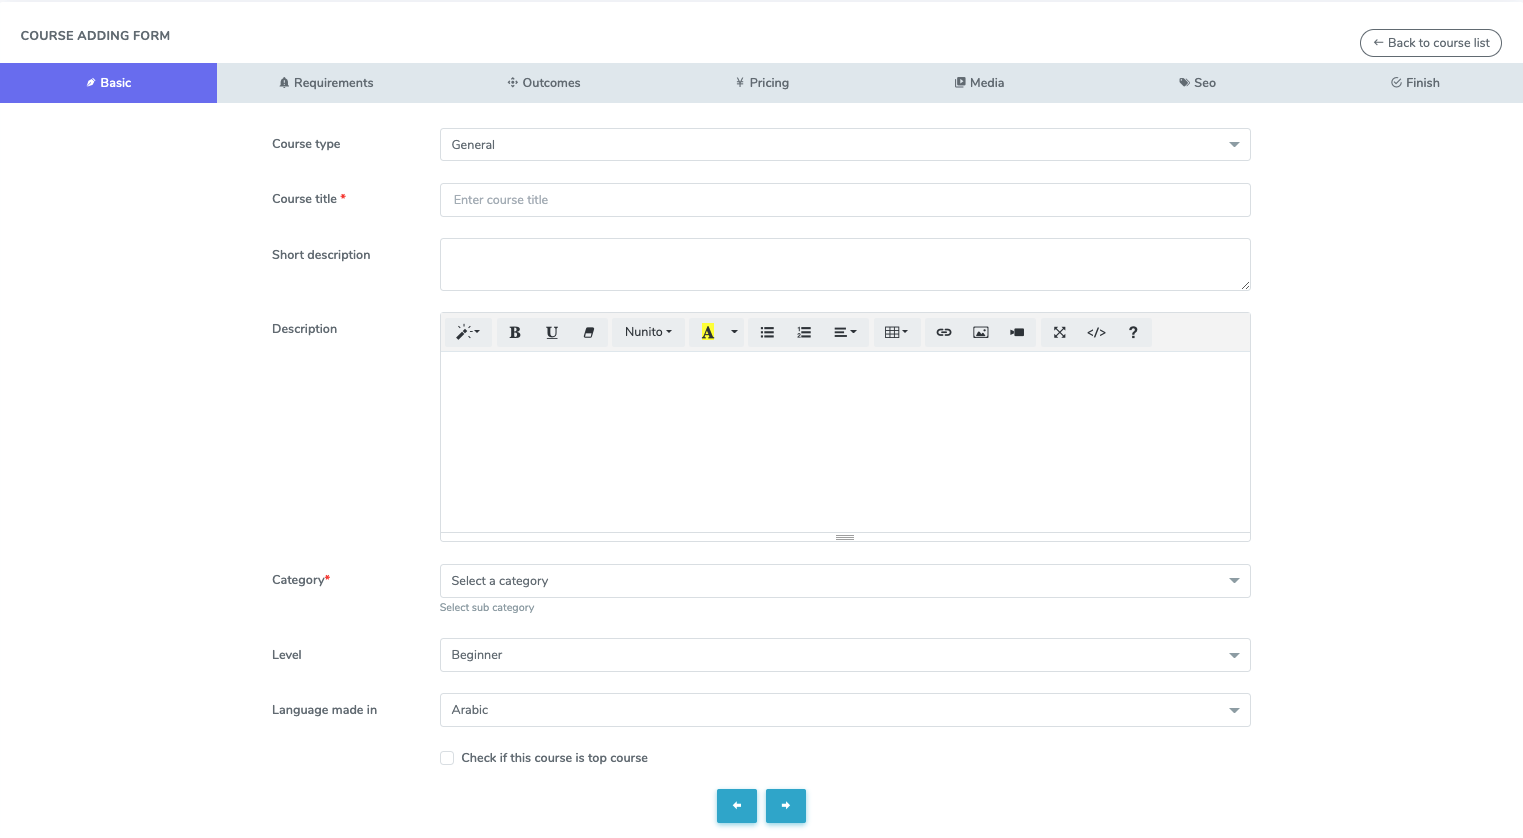 COURSE ADDING FORM
← Back to course list
Basic
Requirements
Outcomes
¥ Pricing
Media
Seo
Finish
Course type
General
Course title *
Enter course title
Short description
Description
B U Nunito A </> ?
Category*
Select a category
Select sub category
Level
Beginner
Language made in
Arabic
Check if this course is top course